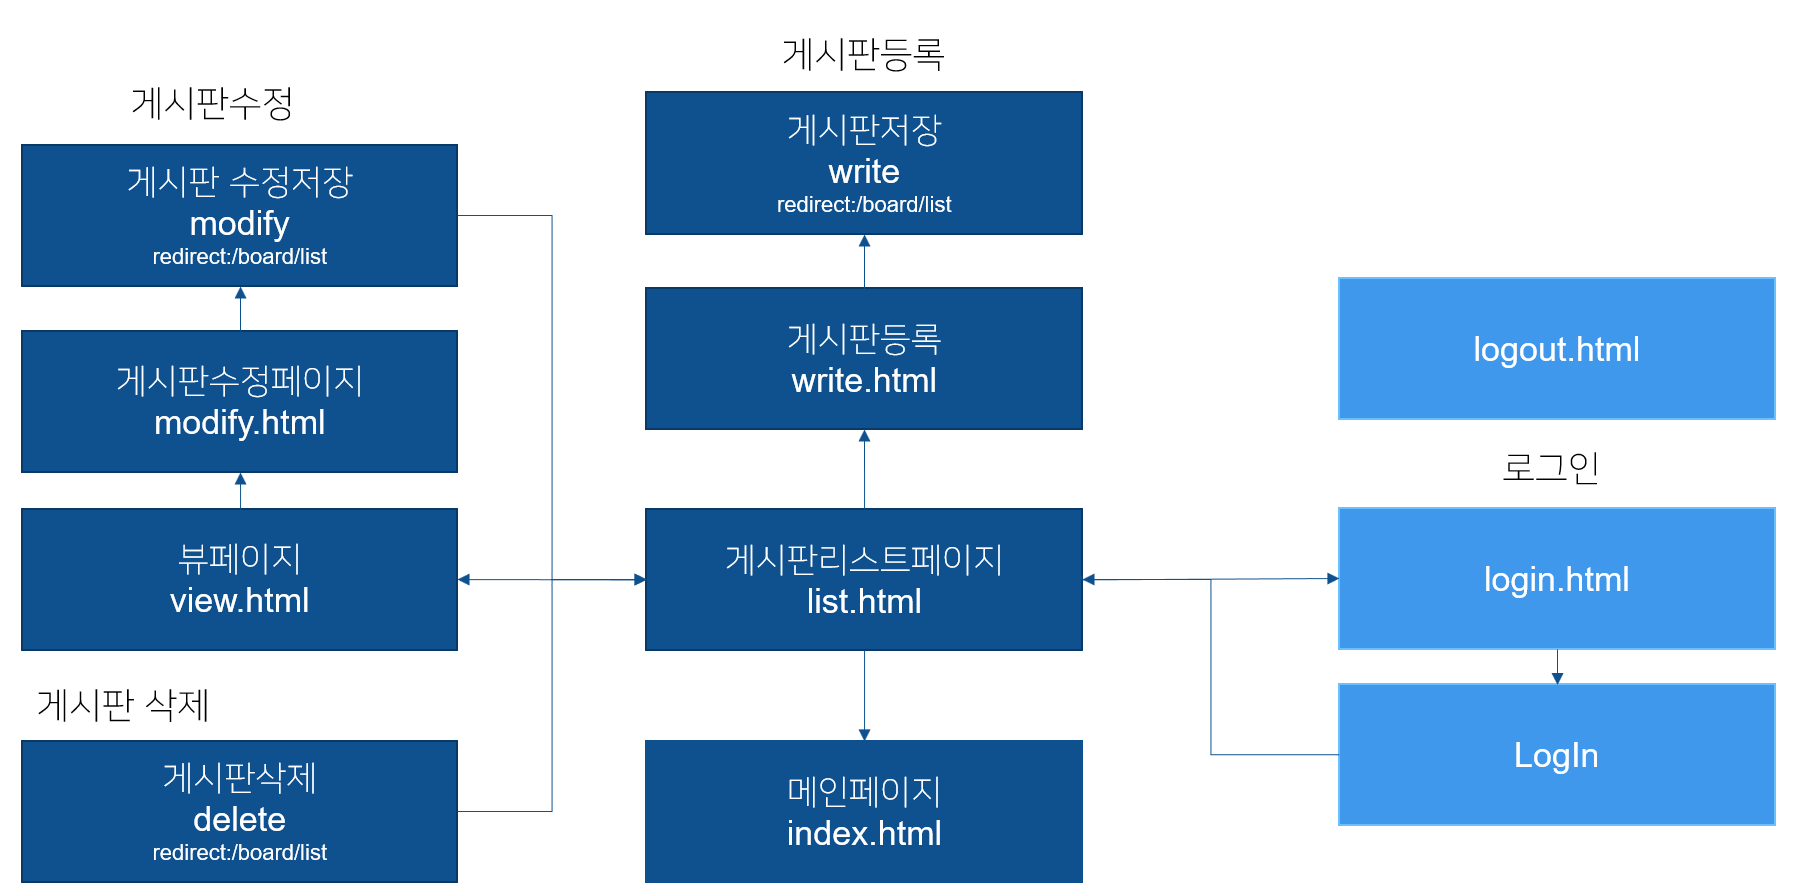 게시판수정
게시판 수정저장
modify
redirect:/board/list
게시판수정페이지
modify.html
뷰페이지
view.html
게시판 삭제
게시판삭제
delete
redirect:/board/list
게시판등록
게시판저장
write
redirect:/board/list
게시판등록
write.html
게시판리스트페이지
list.html
메인페이지
index.html
logout.html
로그인
login.html
LogIn